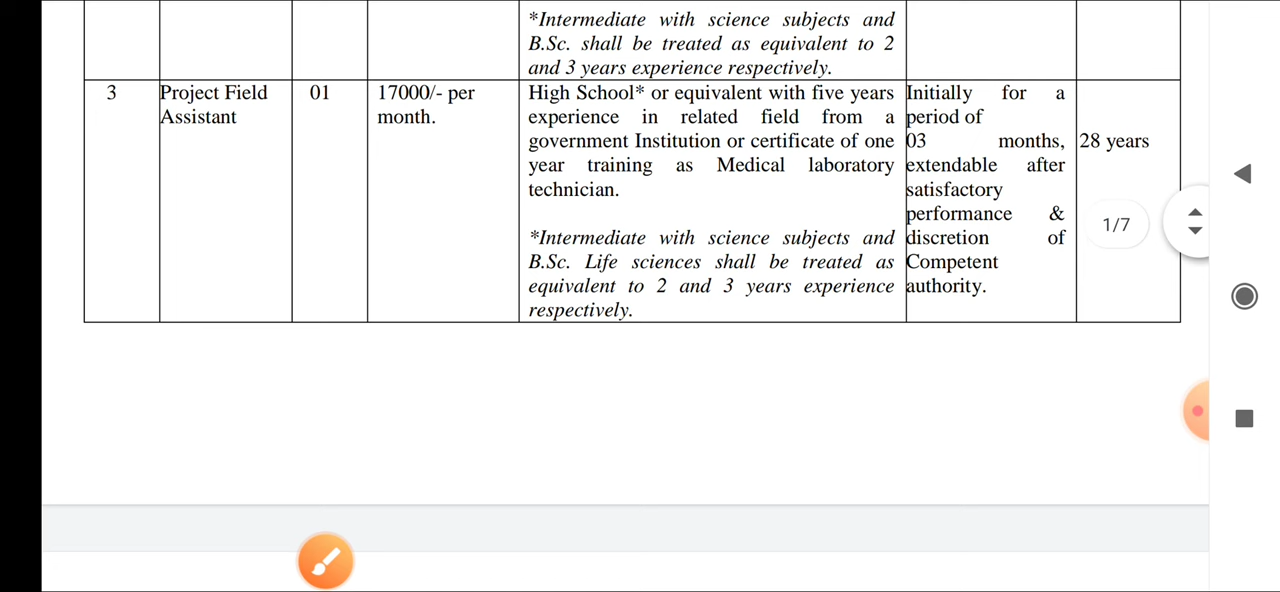 *Intermediate with science subjects and
B.Sc. shall be treated as equivalent to 2
and 3 years experience respectively.
3
Project Field
Assistant
01
17000/- per
month.
High School* or equivalent with five years
experience in related field from a
government Institution or certificate of one
year training as Medical laboratory
technician.
*Intermediate with science subjects and
B.Sc. Life sciences shall be treated as
equivalent to 2 and 3 years experience
respectively.
Initially for a
period of
03 months,
extendable after
satisfactory
performance &
discretion of
Competent
authority.
28 years
1/7